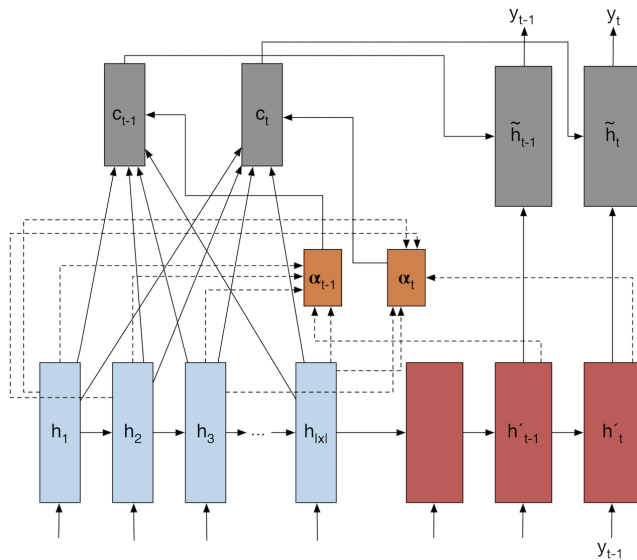 y_{t-1} y_t
c_{t-1} c_t h̃_{t-1} h̃_t
α_{t-1} α_t
h_1 h_2 h_3 ... h_{|x|} h´_{t-1} h´_t
y_{t-1}